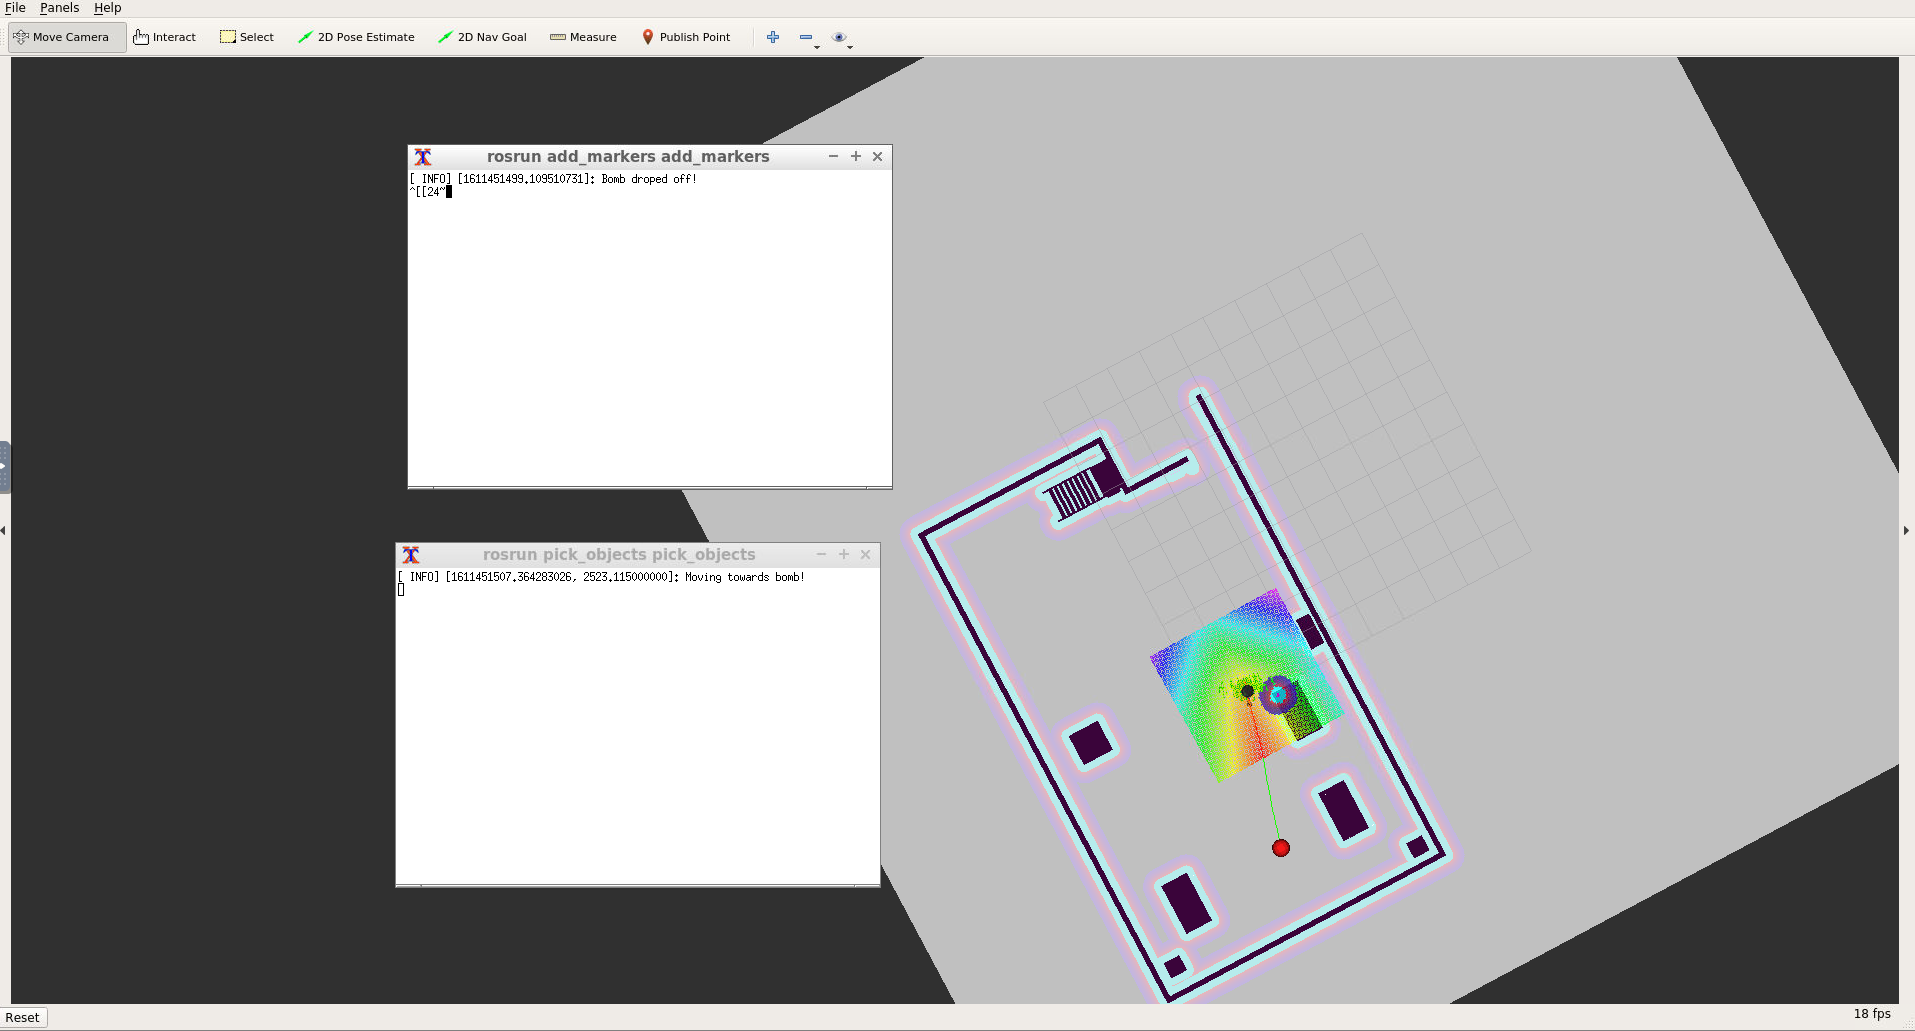 File Panels Help
Move Camera Interact Select 2D Pose Estimate 2D Nav Goal Measure Publish Point
rosrun add_markers add_markers
[ INFO] [1611451499.109510731]: Bomb droped off!
^[[24~
rosrun pick_objects pick_objects
[ INFO] [1611451507.364283026, 2523.115000000]: Moving towards bomb!
Reset
18 fps